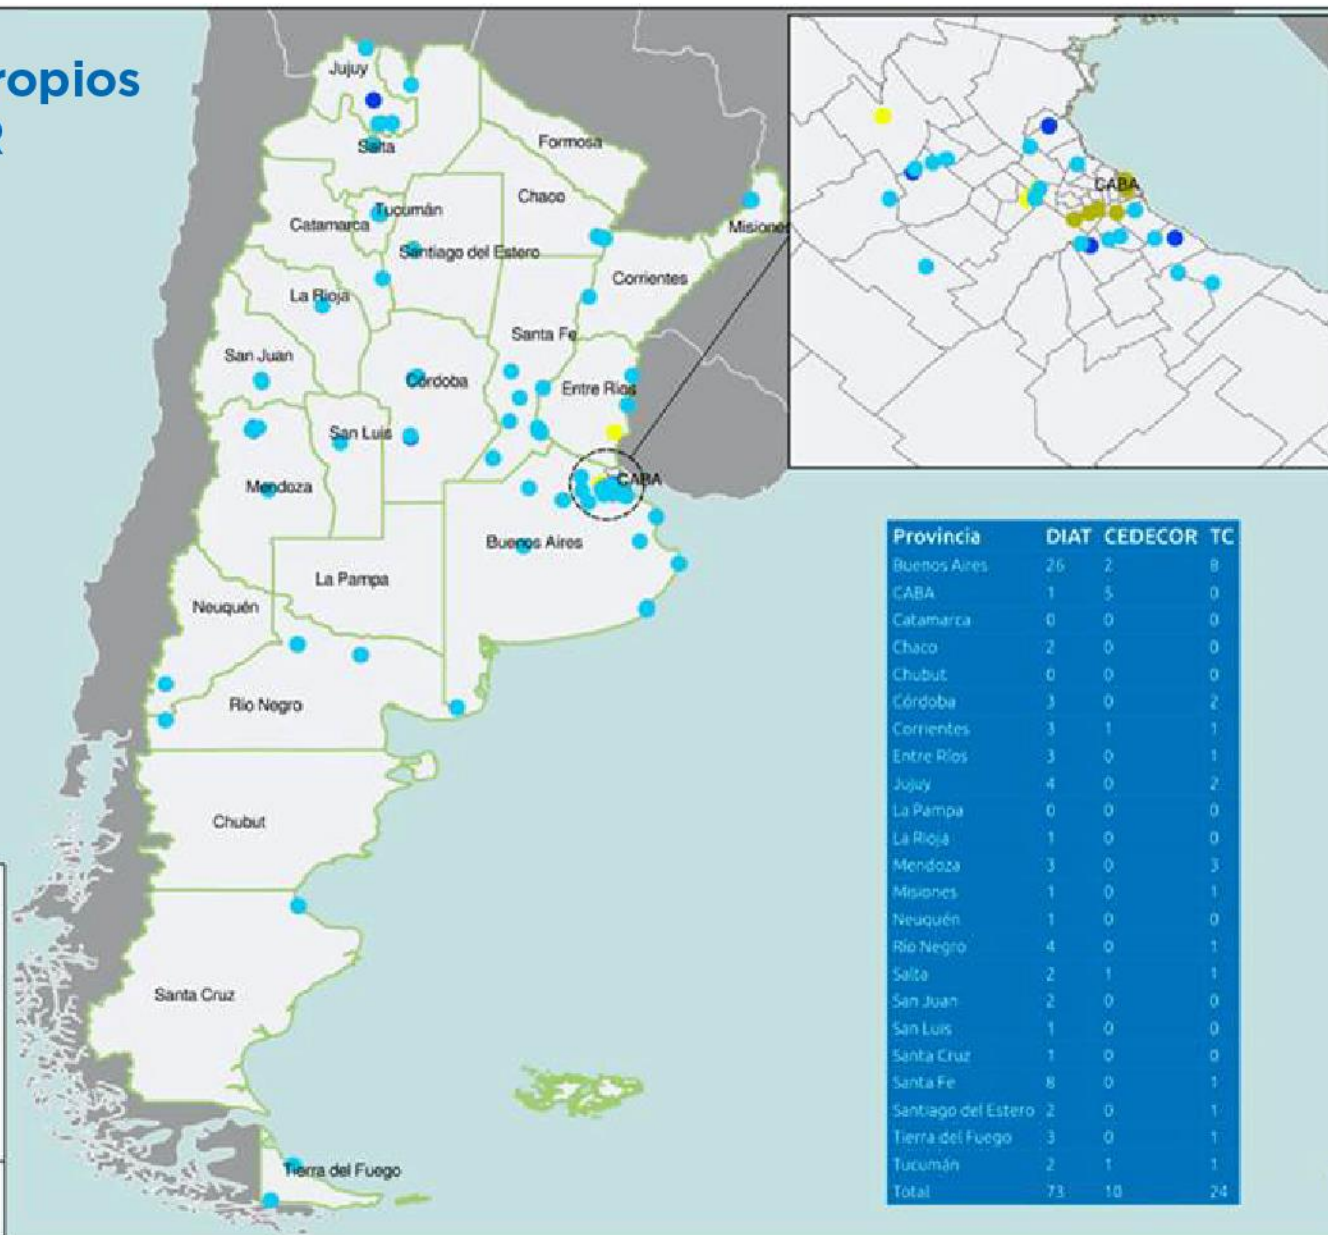 ropios
R
Jujuy
Salta
Formosa
Chaco
Tucumán
Catamarca
Misione
Santiago del Estero
Corrientes
La Rioja
Santa Fe
San Juan
Córdoba
Entre Ríos
San Luis
Mendoza
CABA
Buenos Aires
La Pampa
Neuquén
Río Negro
Chubut
Santa Cruz
Tierra del Fuego
CABA
Provincia DIAT CEDECOR TC
Buenos Aires 26 2 8
CABA 1 5 0
Catamarca 0 0 0
Chaco 2 0 0
Chubut 0 0 0
Córdoba 3 0 2
Corrientes 3 1 1
Entre Ríos 3 0 1
Jujuy 4 0 2
La Pampa 0 0 0
La Rioja 1 0 0
Mendoza 3 0 3
Misiones 1 0 1
Neuquén 1 0 0
Río Negro 4 0 1
Salta 2 1 1
San Juan 2 0 0
San Luis 1 0 0
Santa Cruz 1 0 0
Santa Fe 8 0 1
Santiago del Estero 2 0 1
Tierra del Fuego 3 0 1
Tucumán 2 1 1
Total 73 10 24